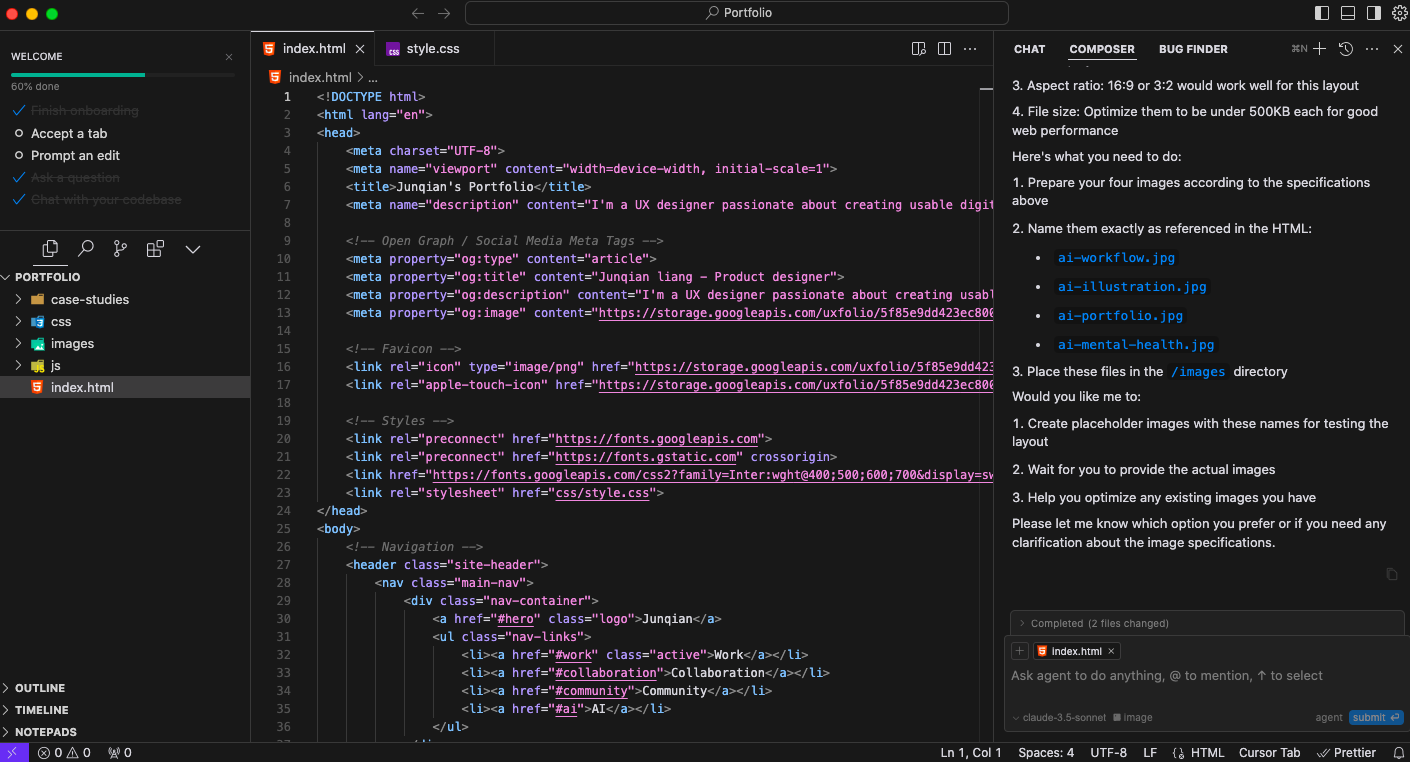 Portfolio
WELCOME
60% done
Finish onboarding
Accept a tab
Prompt an edit
Ask a question
Chat with your codebase
PORTFOLIO
case-studies
css
images
js
index.html
OUTLINE
TIMELINE
NOTEPADS
index.html
style.css
index.html > ...
1 <!DOCTYPE html>
2 <html lang="en">
3 <head>
4 <meta charset="UTF-8">
5 <meta name="viewport" content="width=device-width, initial-scale=1">
6 <title>Junqian's Portfolio</title>
7 <meta name="description" content="I'm a UX designer passionate about creating usable digit
8
9 <!-- Open Graph / Social Media Meta Tags -->
10 <meta property="og:type" content="article">
11 <meta property="og:title" content="Junqian liang - Product designer">
12 <meta property="og:description" content="I'm a UX designer passionate about creating usabl
13 <meta property="og:image" content="https://storage.googleapis.com/uxfolio/5f85e9dd423ec800
14
15 <!-- Favicon -->
16 <link rel="icon" type="image/png" href="https://storage.googleapis.com/uxfolio/5f85e9dd423
17 <link rel="apple-touch-icon" href="https://storage.googleapis.com/uxfolio/5f85e9dd423ec800
18
19 <!-- Styles -->
20 <link rel="preconnect" href="https://fonts.googleapis.com">
21 <link rel="preconnect" href="https://fonts.gstatic.com" crossorigin>
22 <link href="https://fonts.googleapis.com/css2?family=Inter:wght@400;500;600;700&display=sw
23 <link rel="stylesheet" href="css/style.css">
24 </head>
25 <body>
26 <!-- Navigation -->
27 <header class="site-header">
28 <nav class="main-nav">
29 <div class="nav-container">
30 <a href="#hero" class="logo">Junqian</a>
31 <ul class="nav-links">
32 <li><a href="#work" class="active">Work</a></li>
33 <li><a href="#collaboration">Collaboration</a></li>
34 <li><a href="#community">Community</a></li>
35 <li><a href="#ai">AI</a></li>
36 </ul>
CHAT COMPOSER BUG FINDER ⌘N
3. Aspect ratio: 16:9 or 3:2 would work well for this layout
4. File size: Optimize them to be under 500KB each for good
web performance
Here's what you need to do:
1. Prepare your four images according to the specifications
above
2. Name them exactly as referenced in the HTML:
• ai-workflow.jpg
• ai-illustration.jpg
• ai-portfolio.jpg
• ai-mental-health.jpg
3. Place these files in the /images directory
Would you like me to:
1. Create placeholder images with these names for testing the
layout
2. Wait for you to provide the actual images
3. Help you optimize any existing images you have
Please let me know which option you prefer or if you need any
clarification about the image specifications.
Completed (2 files changed)
index.html
Ask agent to do anything, @ to mention, ↑ to select
claude-3.5-sonnet image agent submit
0 0 0 Ln 1, Col 1 Spaces: 4 UTF-8 LF HTML Cursor Tab Prettier